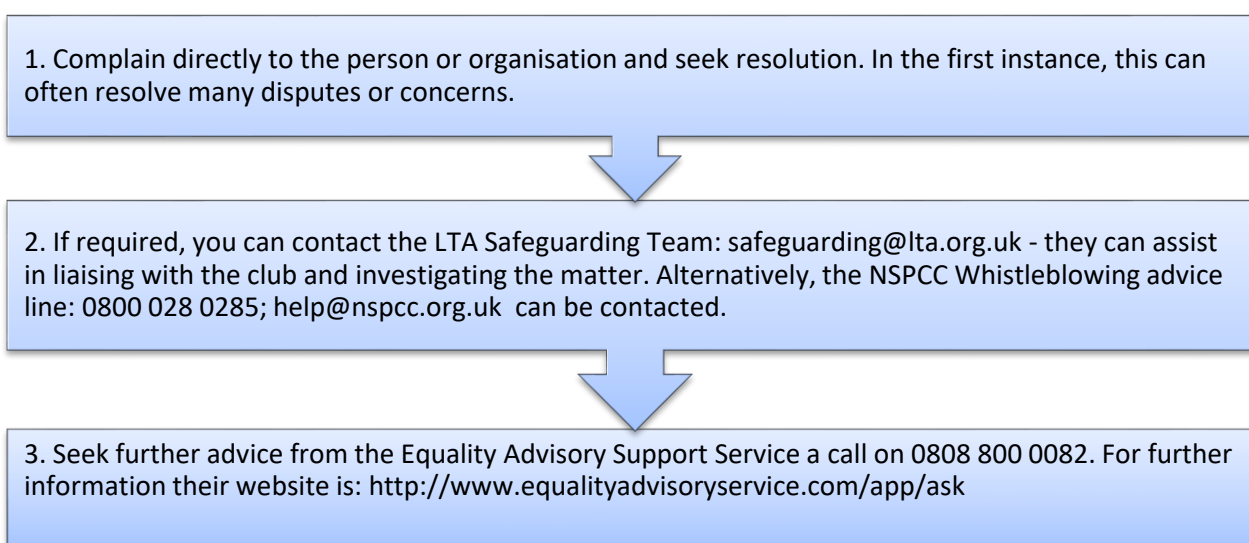 1. Complain directly to the person or organisation and seek resolution. In the first instance, this can
often resolve many disputes or concerns.
2. If required, you can contact the LTA Safeguarding Team: safeguarding@lta.org.uk - they can assist
in liaising with the club and investigating the matter. Alternatively, the NSPCC Whistleblowing advice
line: 0800 028 0285; help@nspcc.org.uk  can be contacted.
3. Seek further advice from the Equality Advisory Support Service a call on 0808 800 0082. For further
information their website is: http://www.equalityadvisoryservice.com/app/ask